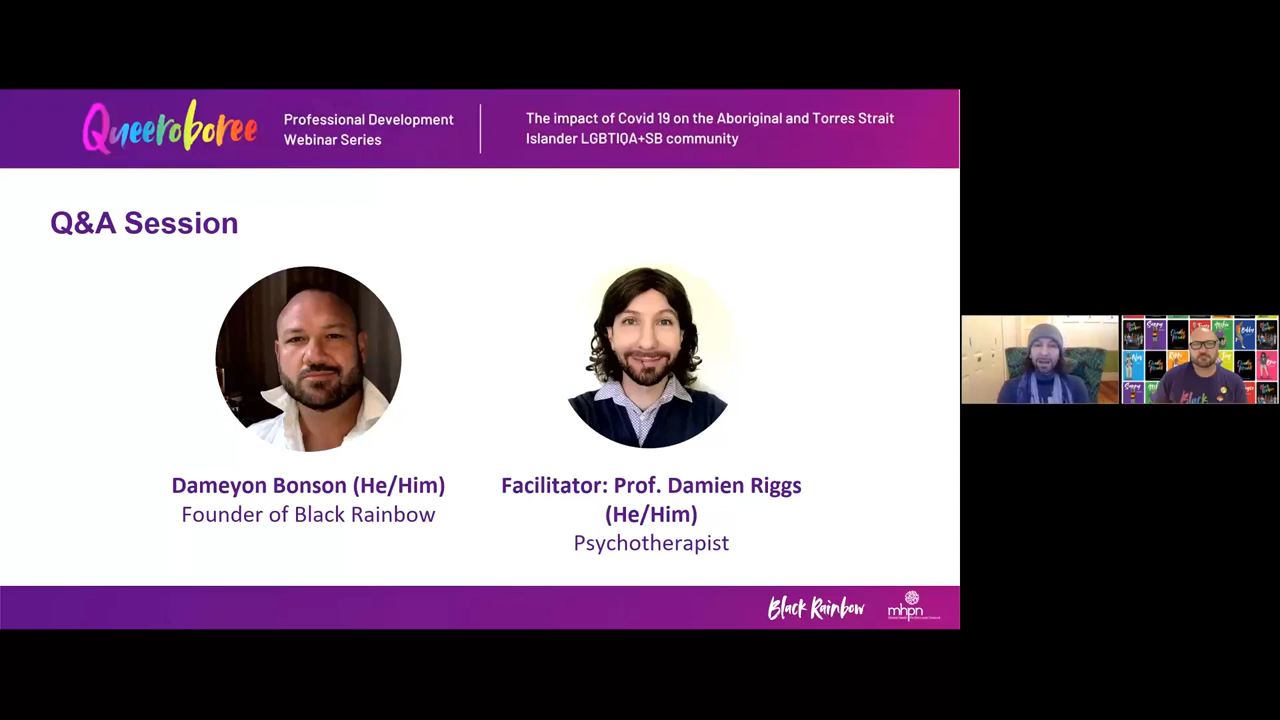 Queeroboree
Professional Development
Webinar Series
The impact of Covid 19 on the Aboriginal and Torres Strait
Islander LGBTIQA+SB community
Q&A Session
Dameyon Bonson (He/Him)
Founder of Black Rainbow
Facilitator: Prof. Damien Riggs
(He/Him)
Psychotherapist
Black Rainbow
mhpn